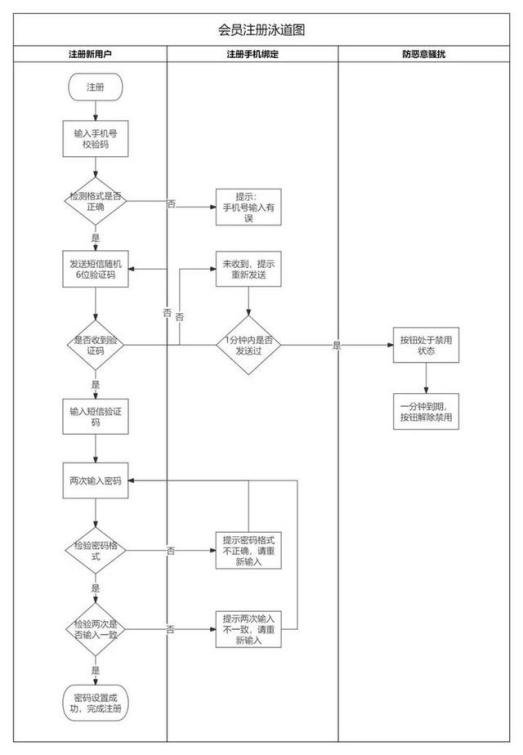 会员注册泳道图
注册新用户
注册手机绑定
防恶意骚扰
注册
输入手机号
校验码
检测格式是否
正确
否
提示：
手机号输入有
误
是
发送短信随机
6位验证码
未收到，提示
重新发送
否
否
是否收到验
证码
1分钟内是否
发送过
是
按钮处于禁用
状态
是
输入短信验证
码
一分钟到期，
按钮解除禁用
两次输入密码
检验密码格
式
否
提示密码格式
不正确，请重
新输入
是
检验两次是
否输入一致
否
提示两次输入
不一致，请重
新输入
是
密码设置成
功，完成注册